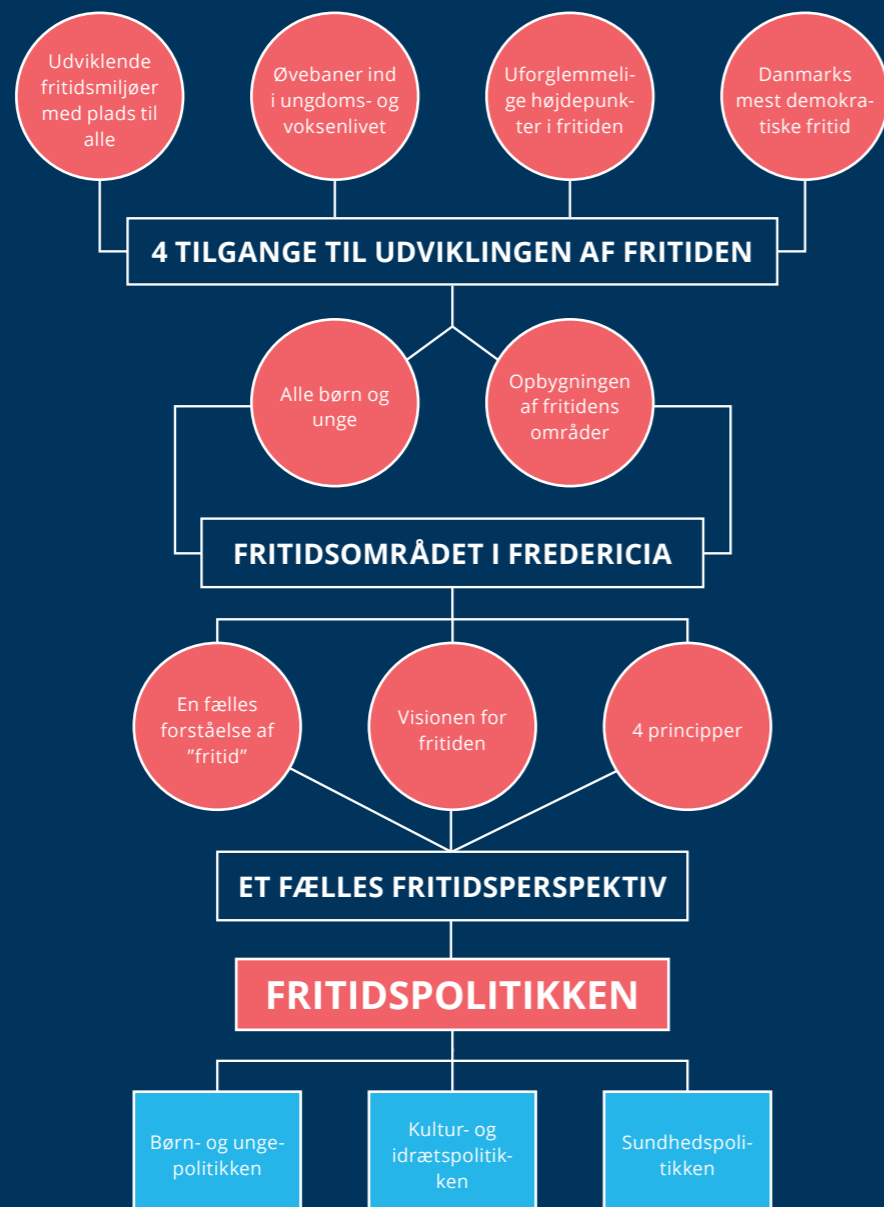 Udviklende
fritidsmiljøer
med plads til
alle
Øvebaner ind
i ungdoms- og
voksenlivet
Uforglemmeli-
ge højdepunk-
ter i fritiden
Danmarks
mest demokra-
tiske fritid
4 TILGANGE TIL UDVIKLINGEN AF FRITIDEN
Alle børn og
unge
Opbygningen
af fritidens
områder
FRITIDSOMRÅDET I FREDERICIA
En fælles
forståelse af
”fritid”
Visionen for
fritiden
4 principper
ET FÆLLES FRITIDSPERSPEKTIV
FRITIDSPOLITIKKEN
Børn- og unge-
politikken
Kultur- og
idrætspolitik-
ken
Sundhedspoli-
tikken